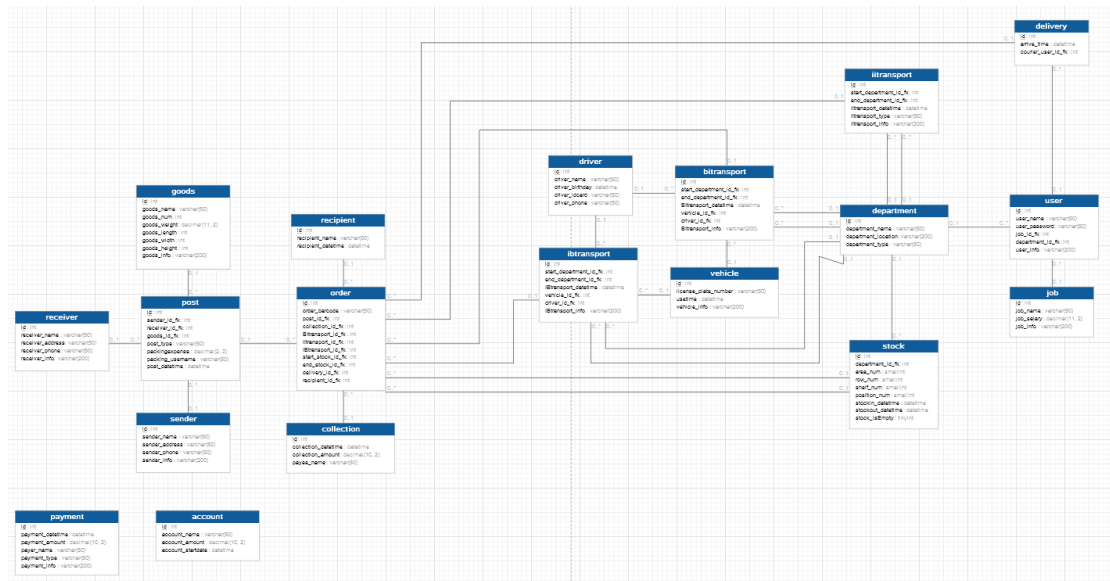 delivery
id : int
arrive_time : datetime
courier_user_id_fk : int
iitransport
id : int
start_department_id_fk : int
end_department_id_fk : int
IItransport_datetime : datetime
IItransport_type : varchar(50)
IItransport_info : varchar(200)
driver
id : int
driver_name : varchar(50)
driver_birthday : datetime
driver_idcard : varchar(50)
driver_phone : varchar(50)
bitransport
id : int
start_department_id_fk : int
end_department_id_fk : int
BItransport_datetime : datetime
vehicle_id_fk : int
driver_id_fk : int
BItransport_info : varchar(200)
goods
id : int
goods_name : varchar(50)
goods_num : int
goods_weight : decimal(11, 2)
goods_length : int
goods_width : int
goods_height : int
goods_info : varchar(200)
user
id : int
user_name : varchar(50)
user_password : varchar(50)
job_id_fk : int
department_id_fk : int
user_info : varchar(200)
department
id : int
department_name : varchar(50)
department_location : varchar(200)
department_type : varchar(50)
recipient
id : int
recipient_name : varchar(50)
recipient_datetime : datetime
ibtransport
id : int
start_department_id_fk : int
end_department_id_fk : int
IBtransport_datetime : datetime
vehicle_id_fk : int
driver_id_fk : int
IBtransport_info : varchar(200)
vehicle
id : int
license_plate_number : varchar(50)
usetime : datetime
vehicle_info : varchar(200)
order
id : int
order_barcode : varchar(50)
post_id_fk : int
collection_id_fk : int
BItransport_id_fk : int
IItransport_id_fk : int
IBtransport_id_fk : int
start_stock_id_fk : int
end_stock_id_fk : int
delivery_id_fk : int
recipient_id_fk : int
job
id : int
job_name : varchar(50)
job_salary : decimal(11, 2)
job_info : varchar(200)
post
id : int
sender_id_fk : int
receiver_id_fk : int
goods_id_fk : int
post_type : varchar(50)
packingexpense : decimal(3, 2)
packing_username : varchar(50)
post_datetime : datetime
receiver
id : int
receiver_name : varchar(50)
receiver_address : varchar(50)
receiver_phone : varchar(50)
receiver_info : varchar(200)
stock
id : int
department_id_fk : int
area_num : smallint
row_num : smallint
shelf_num : smallint
position_num : smallint
stockin_datetime : datetime
stockout_datetime : datetime
stock_isEmpty : tinyint
sender
id : int
sender_name : varchar(50)
sender_address : varchar(50)
sender_phone : varchar(50)
sender_info : varchar(200)
collection
id : int
collection_datetime : datetime
collection_amount : decimal(10, 2)
payee_name : varchar(50)
payment
id : int
payment_datetime : datetime
payment_amount : decimal(10, 2)
payer_name : varchar(50)
payment_type : varchar(50)
payment_info : varchar(200)
account
id : int
account_name : varchar(50)
account_amount : decimal(10, 2)
account_startdate : datetime